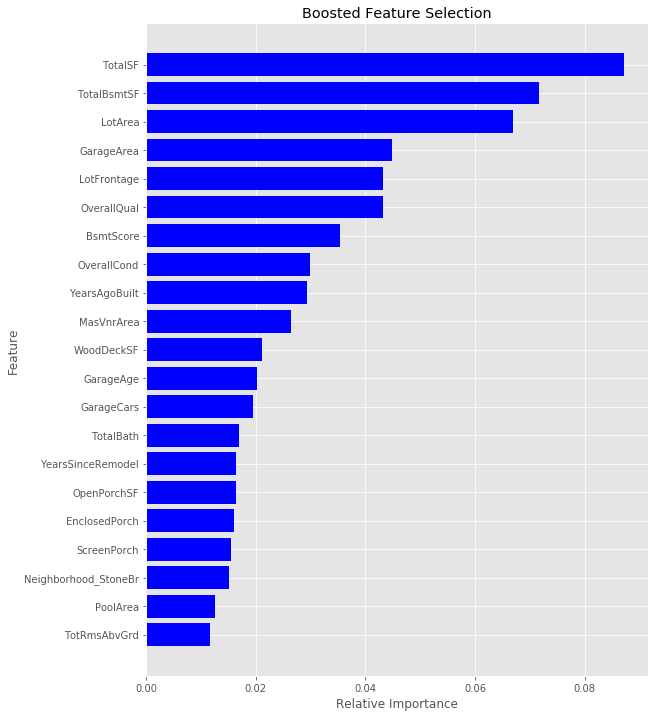 Boosted Feature Selection
TotalSF
TotalBsmtSF
LotArea
GarageArea
LotFrontage
OverallQual
BsmtScore
OverallCond
YearsAgoBuilt
MasVnrArea
WoodDeckSF
GarageAge
GarageCars
TotalBath
YearsSinceRemodel
OpenPorchSF
EnclosedPorch
ScreenPorch
Neighborhood_StoneBr
PoolArea
TotRmsAbvGrd
Feature
0.00 0.02 0.04 0.06 0.08
Relative Importance